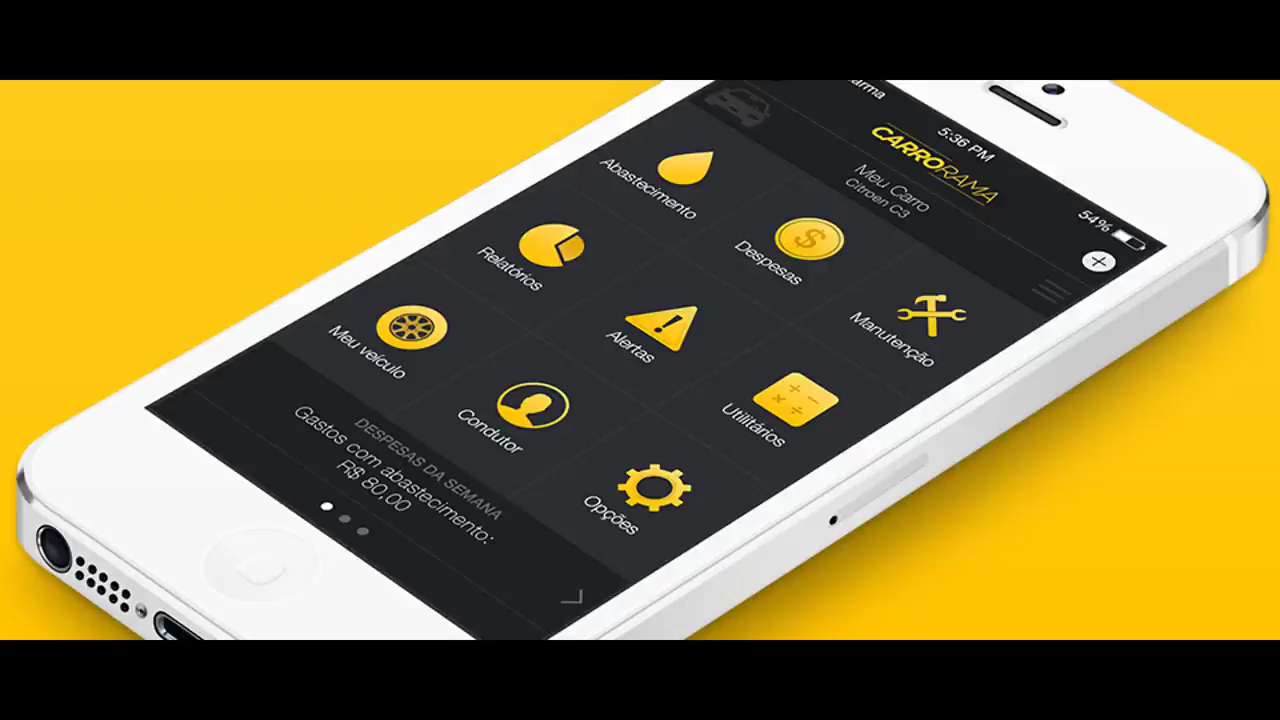 5:36 PM
54%
CARRORAMA
Meu Carro
Citroen C3
Abastecimento
Despesas
Manutenção
Relatórios
Alertas
Utilitários
Meu veículo
Condutor
Opções
DESPESAS DA SEMANA
Gastos com abastecimento:
R$ 80,00